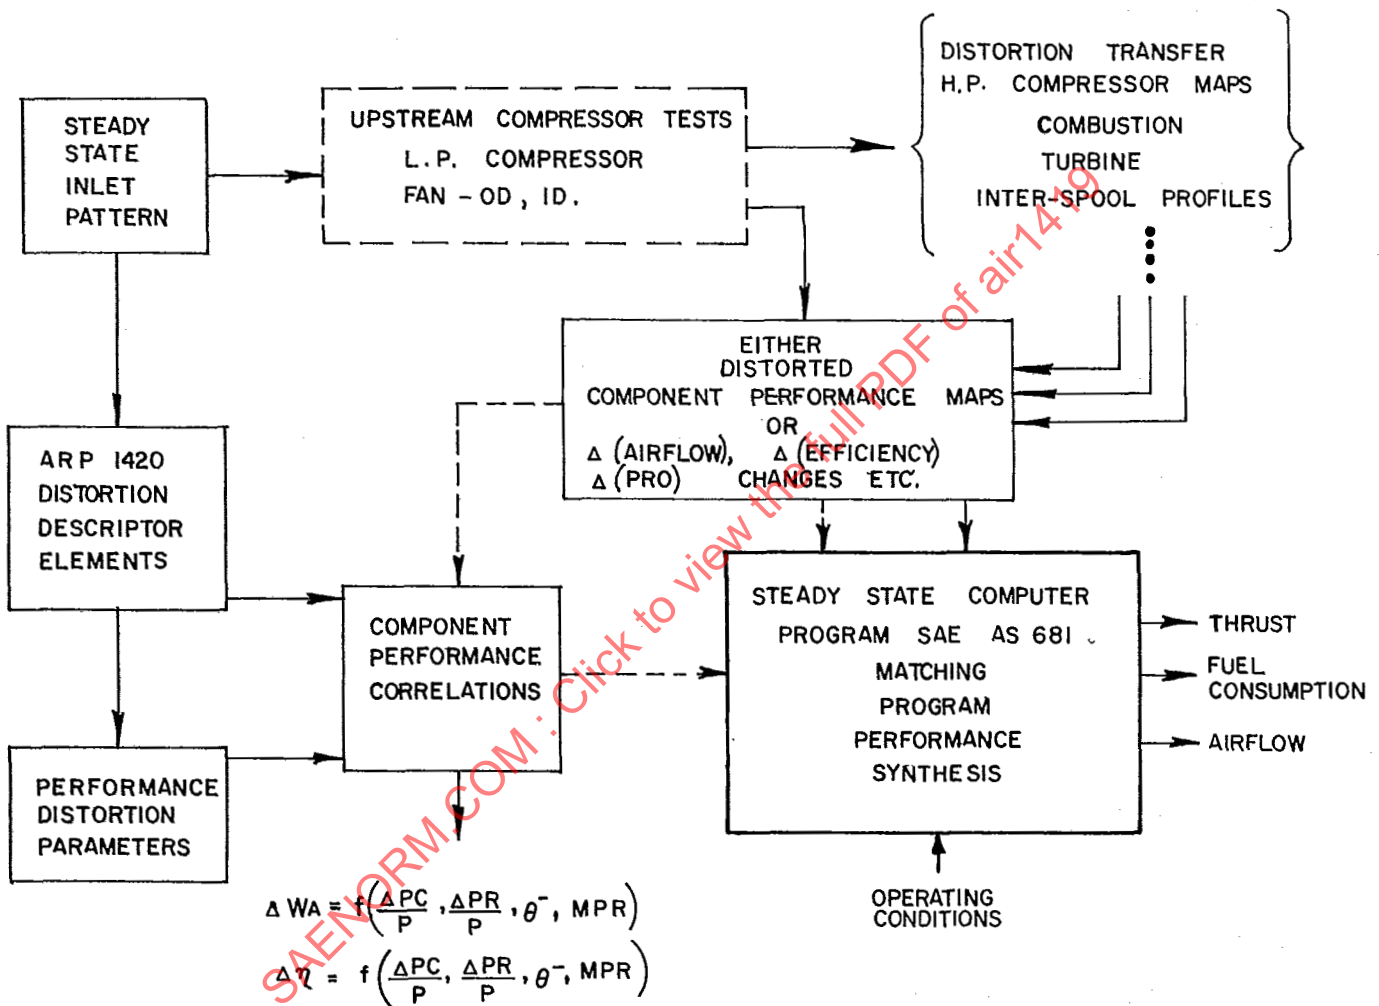 STEADY
STATE
INLET
PATTERN
UPSTREAM COMPRESSOR TESTS
L.P. COMPRESSOR
FAN - OD, ID.
DISTORTION TRANSFER
H.P. COMPRESSOR MAPS
COMBUSTION
TURBINE
INTER-SPOOL PROFILES
EITHER
DISTORTED
COMPONENT PERFORMANCE MAPS
OR
Δ (AIRFLOW), Δ (EFFICIENCY)
Δ (PRO) CHANGES ETC.
ARP 1420
DISTORTION
DESCRIPTOR
ELEMENTS
COMPONENT
PERFORMANCE
CORRELATIONS
STEADY STATE COMPUTER
PROGRAM SAE AS 681
MATCHING
PROGRAM
PERFORMANCE
SYNTHESIS
THRUST
FUEL
CONSUMPTION
AIRFLOW
PERFORMANCE
DISTORTION
PARAMETERS
OPERATING
CONDITIONS
Δ WA = f(ΔPC/P, ΔPR/P, θ⁻, MPR)
Δη = f(ΔPC/P, ΔPR/P, θ⁻, MPR)
SAENORM.COM : Click to view the full PDF of air1419